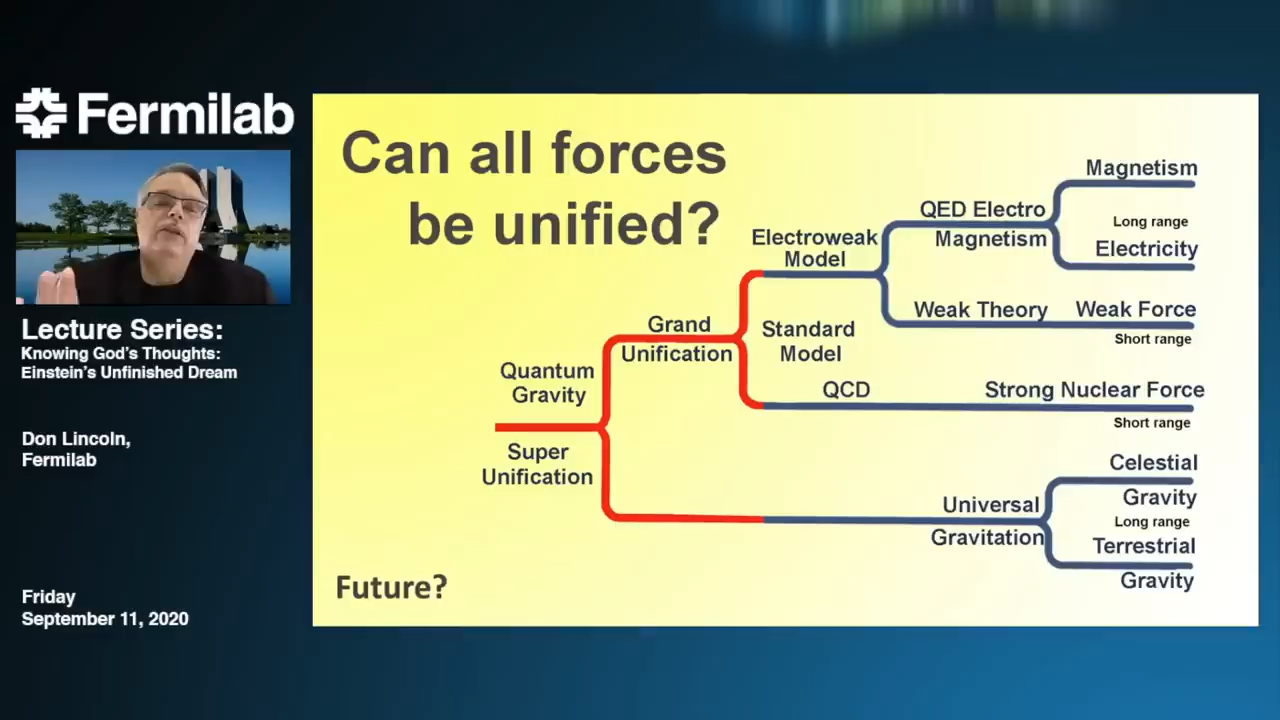 Fermilab
Lecture Series:
Knowing God's Thoughts:
Einstein's Unfinished Dream
Don Lincoln,
Fermilab
Friday
September 11, 2020
Can all forces
be unified?
Magnetism
Long range
Electricity
QED Electro
Magnetism
Electroweak
Model
Weak Theory
Weak Force
Short range
Grand
Unification
Standard
Model
QCD
Strong Nuclear Force
Short range
Quantum
Gravity
Super
Unification
Universal
Gravitation
Celestial
Gravity
Long range
Terrestrial
Gravity
Future?